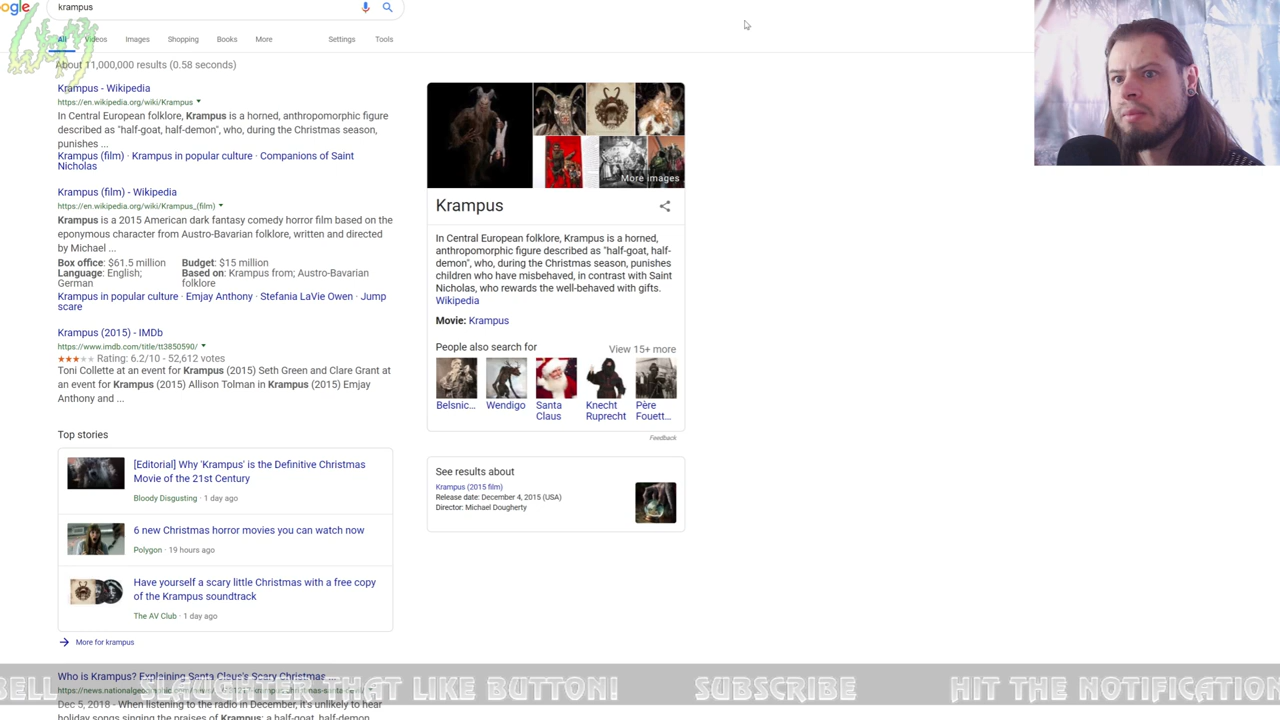 ogle
krampus
All Videos Images Shopping Books More Settings Tools
About 11,000,000 results (0.58 seconds)
Krampus - Wikipedia
https://en.wikipedia.org/wiki/Krampus
In Central European folklore, Krampus is a horned, anthropomorphic figure
described as "half-goat, half-demon", who, during the Christmas season,
punishes ...
Krampus (film) · Krampus in popular culture · Companions of Saint
Nicholas
Krampus (film) - Wikipedia
https://en.wikipedia.org/wiki/Krampus_(film)
Krampus is a 2015 American dark fantasy comedy horror film based on the
eponymous character from Austro-Bavarian folklore, written and directed
by Michael ...
Box office: $61.5 million Budget: $15 million
Language: English; Based on: Krampus from; Austro-Bavarian
German folklore
Krampus in popular culture · Emjay Anthony · Stefania LaVie Owen · Jump
scare
Krampus (2015) - IMDb
https://www.imdb.com/title/tt3850590/
Rating: 6.2/10 - 52,612 votes
Toni Collette at an event for Krampus (2015) Seth Green and Clare Grant at
an event for Krampus (2015) Allison Tolman in Krampus (2015) Emjay
Anthony and ...
Top stories
[Editorial] Why 'Krampus' is the Definitive Christmas
Movie of the 21st Century
Bloody Disgusting · 1 day ago
6 new Christmas horror movies you can watch now
Polygon · 19 hours ago
Have yourself a scary little Christmas with a free copy
of the Krampus soundtrack
The AV Club · 1 day ago
More for krampus
Who is Krampus? Explaining Santa Claus's Scary Christmas ...
Dec 5, 2018 - When listening to the radio in December, it's unlikely to hear
holiday songs singing the praises of Krampus: a half-goat, half-demon
More images
Krampus
In Central European folklore, Krampus is a horned,
anthropomorphic figure described as "half-goat, half-
demon", who, during the Christmas season, punishes
children who have misbehaved, in contrast with Saint
Nicholas, who rewards the well-behaved with gifts.
Wikipedia
Movie: Krampus
People also search for View 15+ more
Belsnic... Wendigo Santa Knecht Père
Claus Ruprecht Fouett...
Feedback
See results about
Krampus (2015 film)
Release date: December 4, 2015 (USA)
Director: Michael Dougherty
BELL SLAUGHTER THAT LIKE BUTTON! SUBSCRIBE HIT THE NOTIFICATION